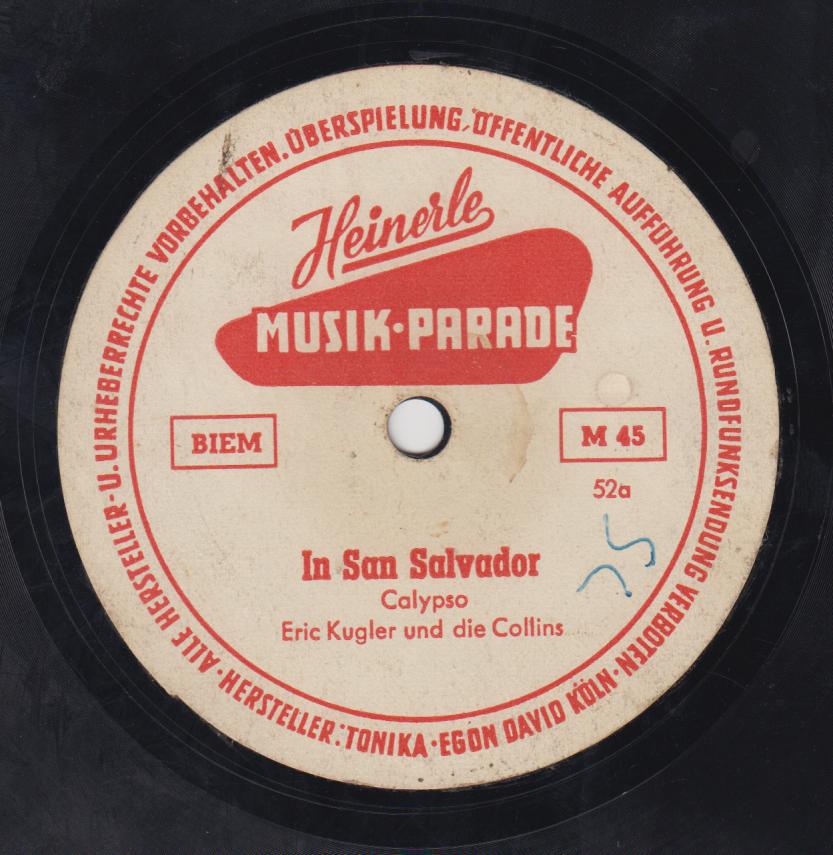 ALLE HERSTELLER- U. URHEBERRECHTE VORBEHALTEN. ÜBERSPIELUNG, ÖFFENTLICHE AUFFÜHRUNG U. RUNDFUNKSENDUNG VERBOTEN · HERSTELLER: TONIKA · EGON DAVID KÖLN ·
Heinerle
MUSIK·PARADE
BIEM
M 45
52a
In San Salvador
Calypso
Eric Kugler und die Collins